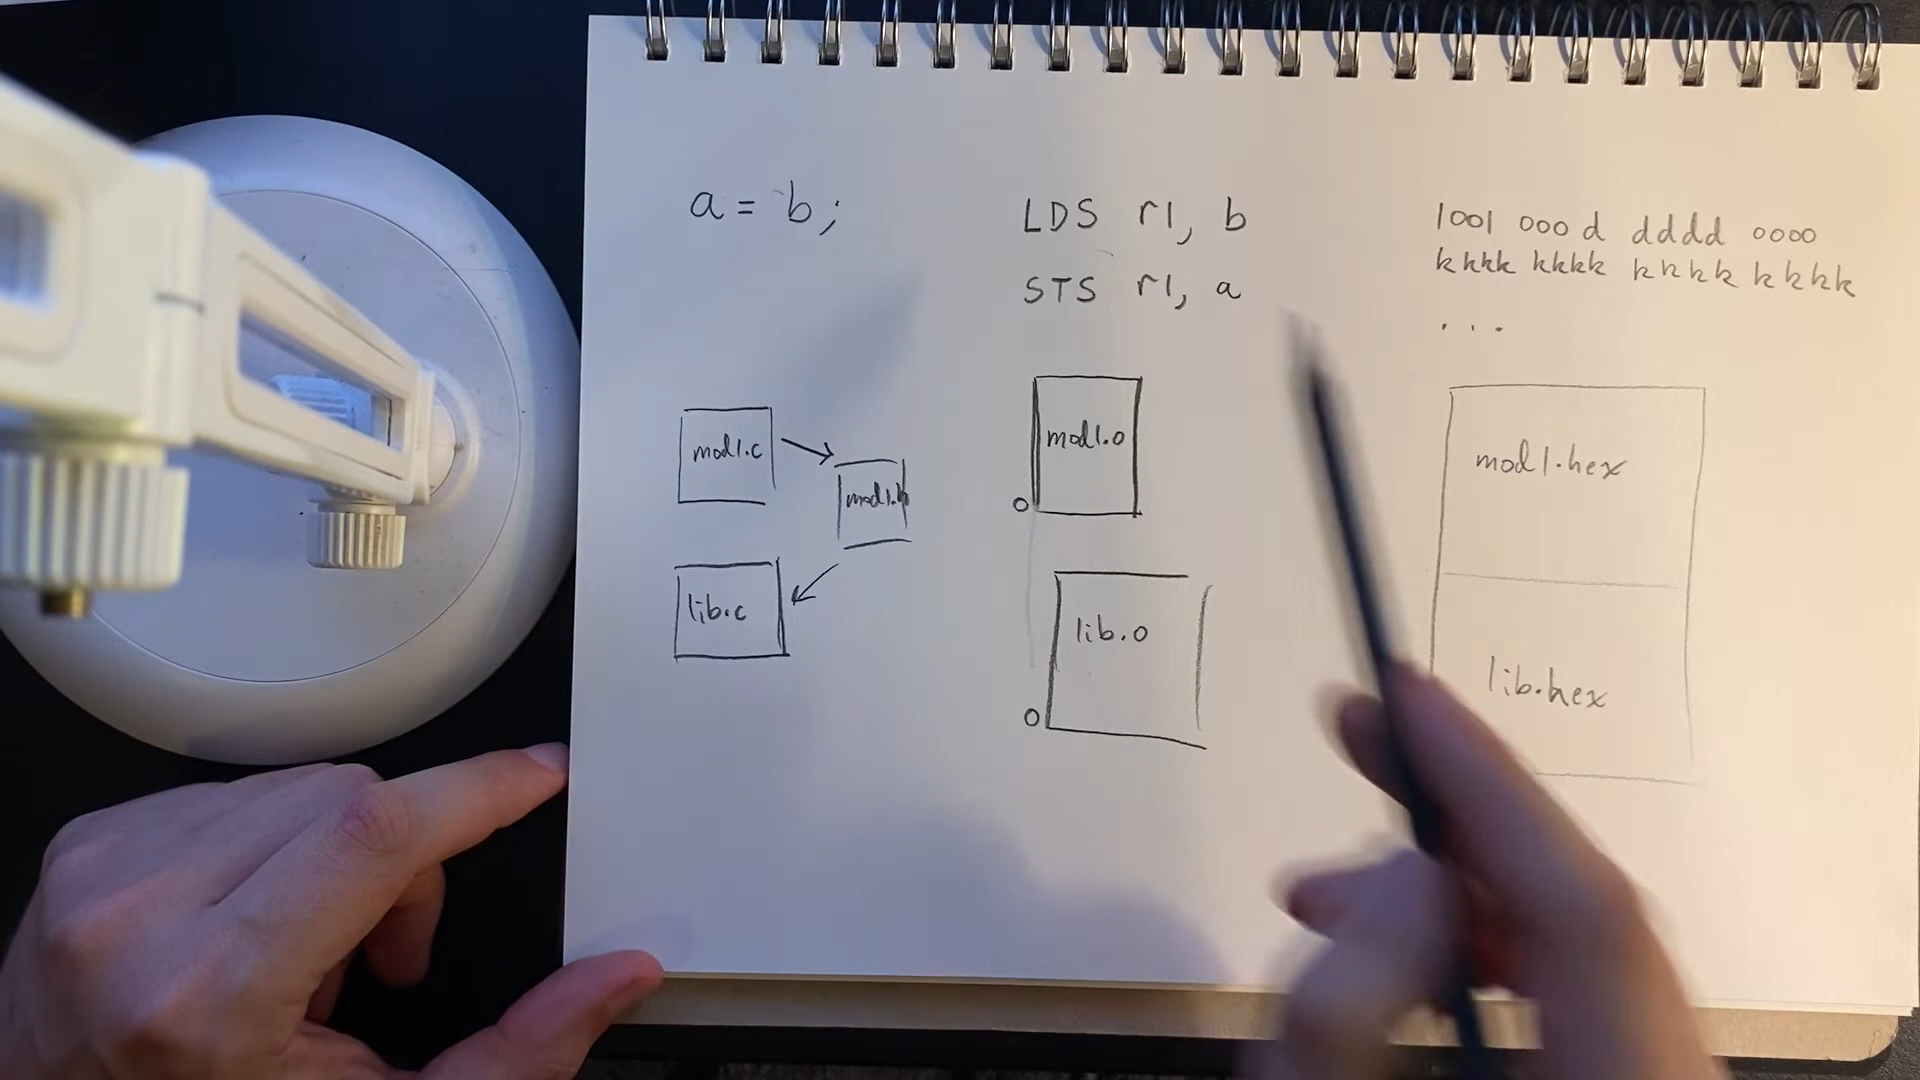 a = b;
LDS r1, b
STS r1, a
1001 000d dddd 0000
kkkk kkkk kkkk kkkk
...
mod1.c
mod1.h
lib.c
mod1.o
0
lib.o
0
mod1.hex
lib.hex